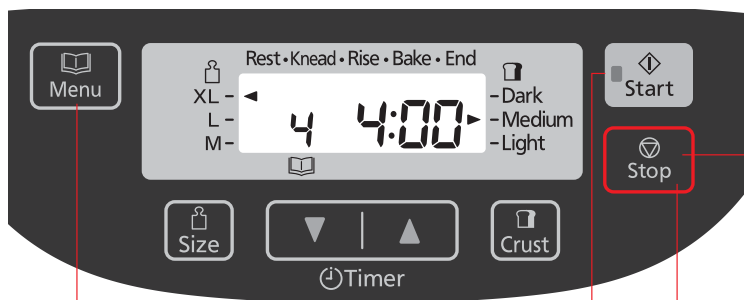 Menu
Rest • Knead • Rise • Bake • End
XL -
L -
M -
4 4:00
- Dark
- Medium
- Light
Start
Stop
Size
Crust
Timer